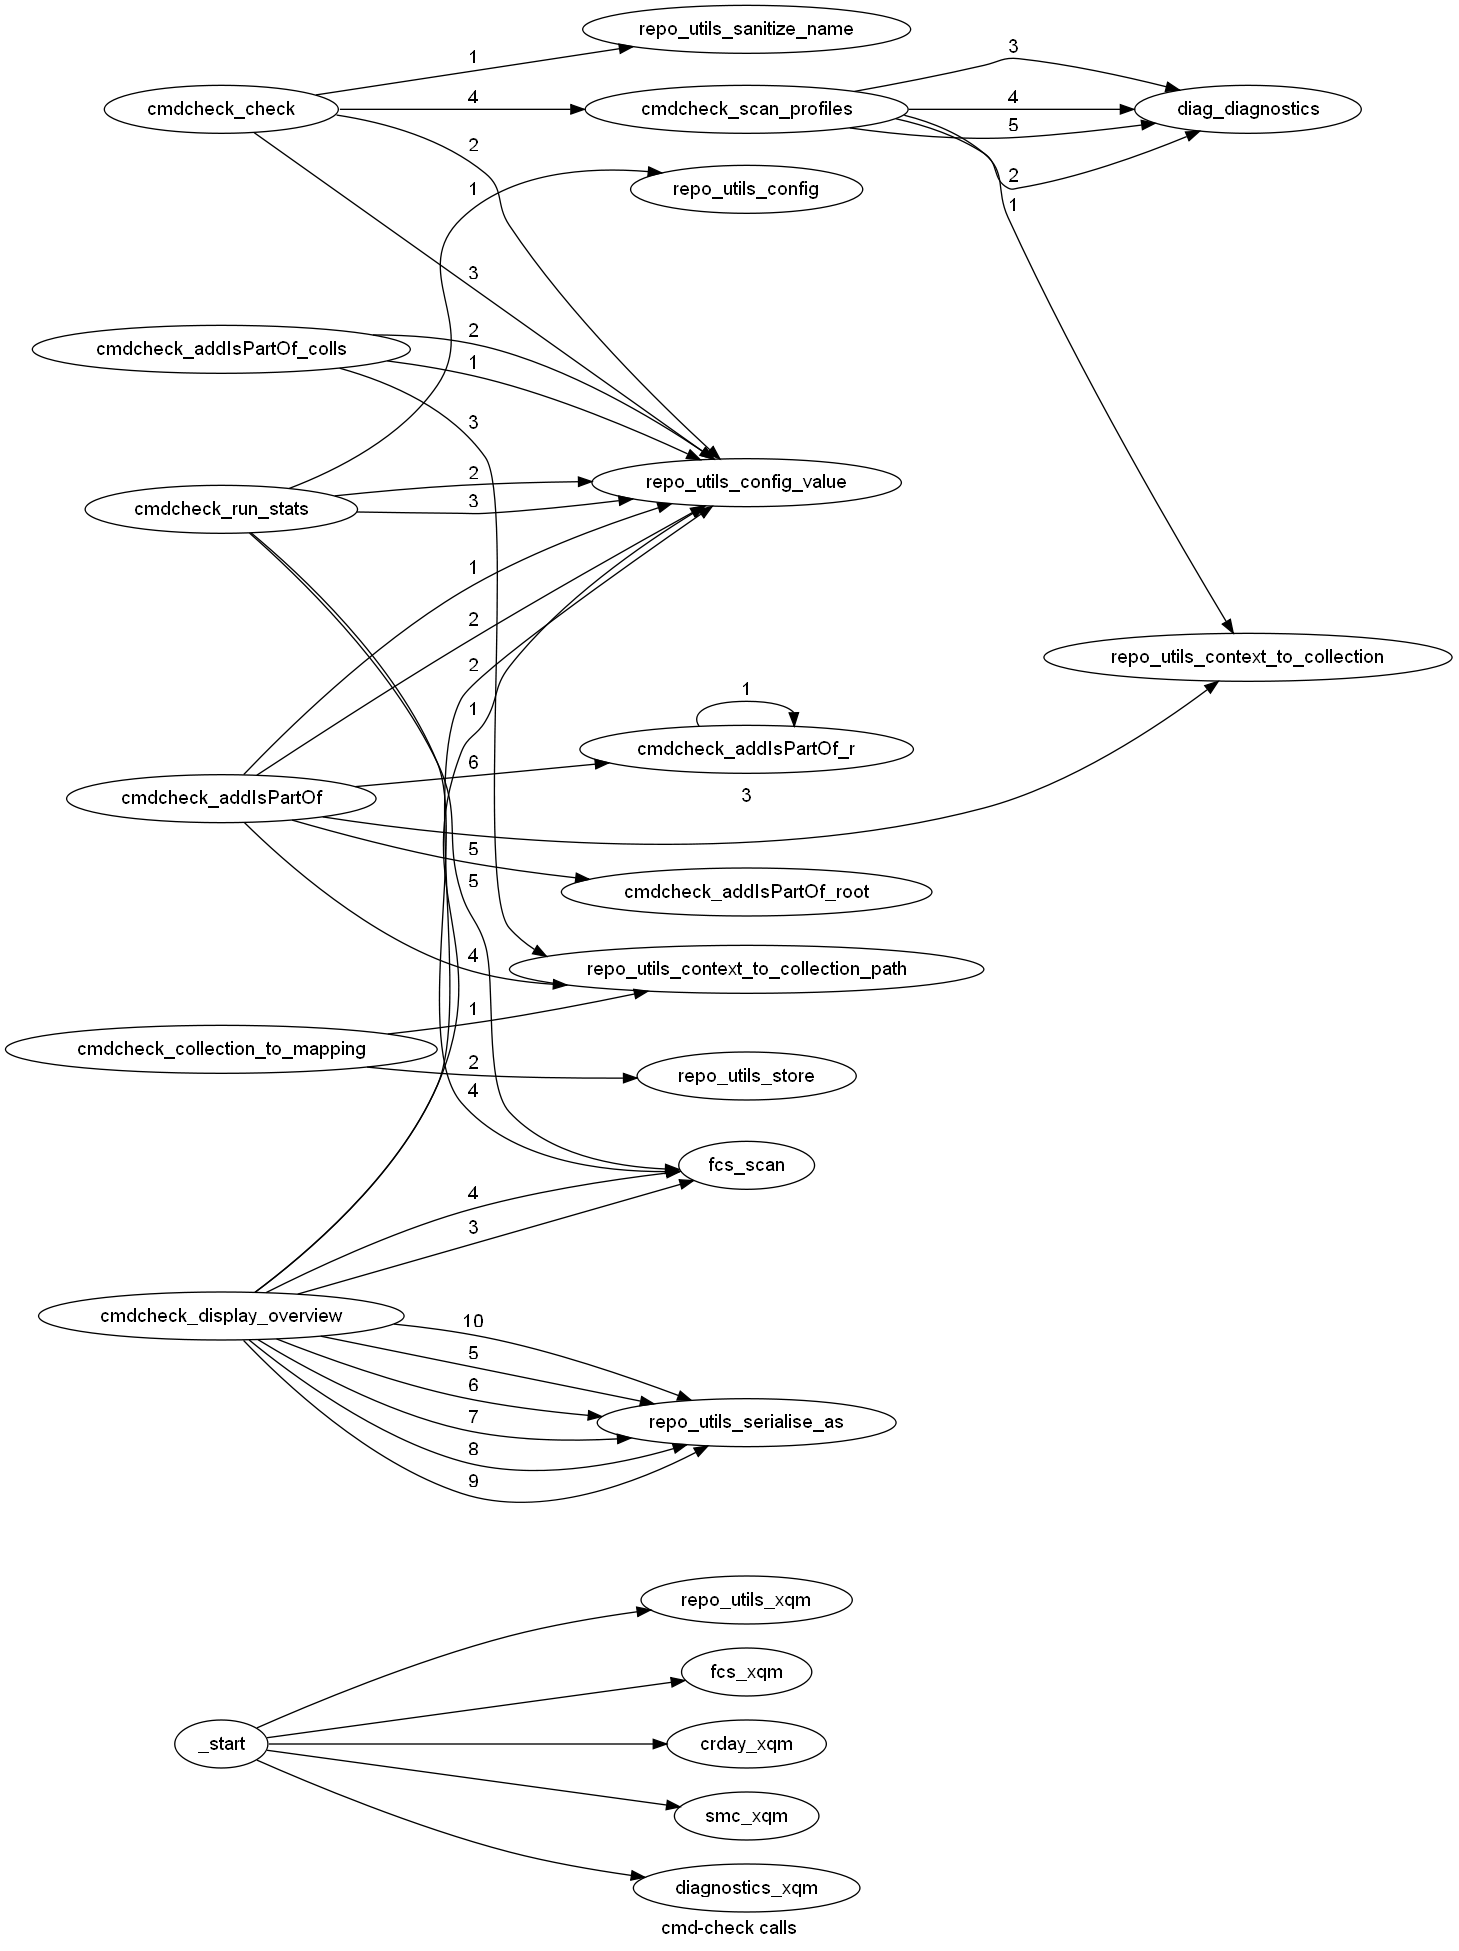 repo_utils_sanitize_name
1
3
cmdcheck_check
4
cmdcheck_scan_profiles
4
diag_diagnostics
5
2
2
1
repo_utils_config
1
3
2
cmdcheck_addIsPartOf_colls
1
3
2
repo_utils_config_value
cmdcheck_run_stats
3
1
2
2
repo_utils_context_to_collection
1
1
cmdcheck_addIsPartOf_r
6
cmdcheck_addIsPartOf
3
5
5
cmdcheck_addIsPartOf_root
4
repo_utils_context_to_collection_path
1
cmdcheck_collection_to_mapping
2
repo_utils_store
4
fcs_scan
4
3
cmdcheck_display_overview
10
5
6
7
repo_utils_serialise_as
8
9
repo_utils_xqm
fcs_xqm
_start
crday_xqm
smc_xqm
diagnostics_xqm
cmd-check calls